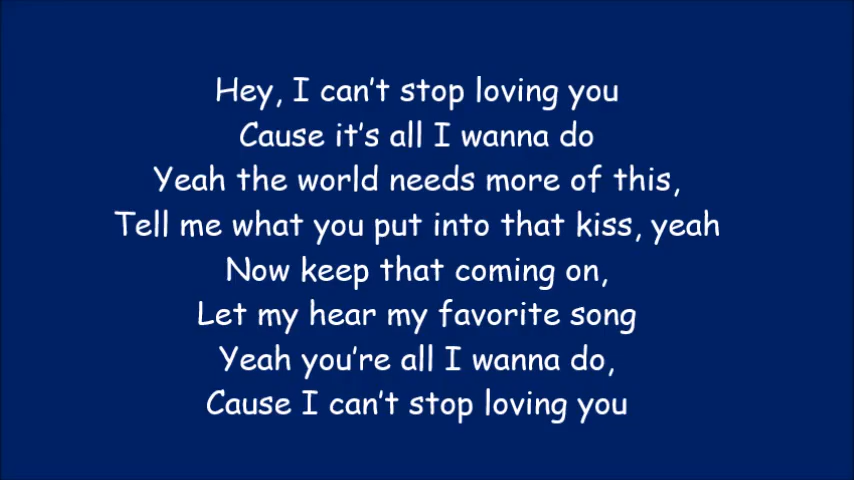 Hey, I can't stop loving you
Cause it's all I wanna do
Yeah the world needs more of this,
Tell me what you put into that kiss, yeah
Now keep that coming on,
Let my hear my favorite song
Yeah you're all I wanna do,
Cause I can't stop loving you